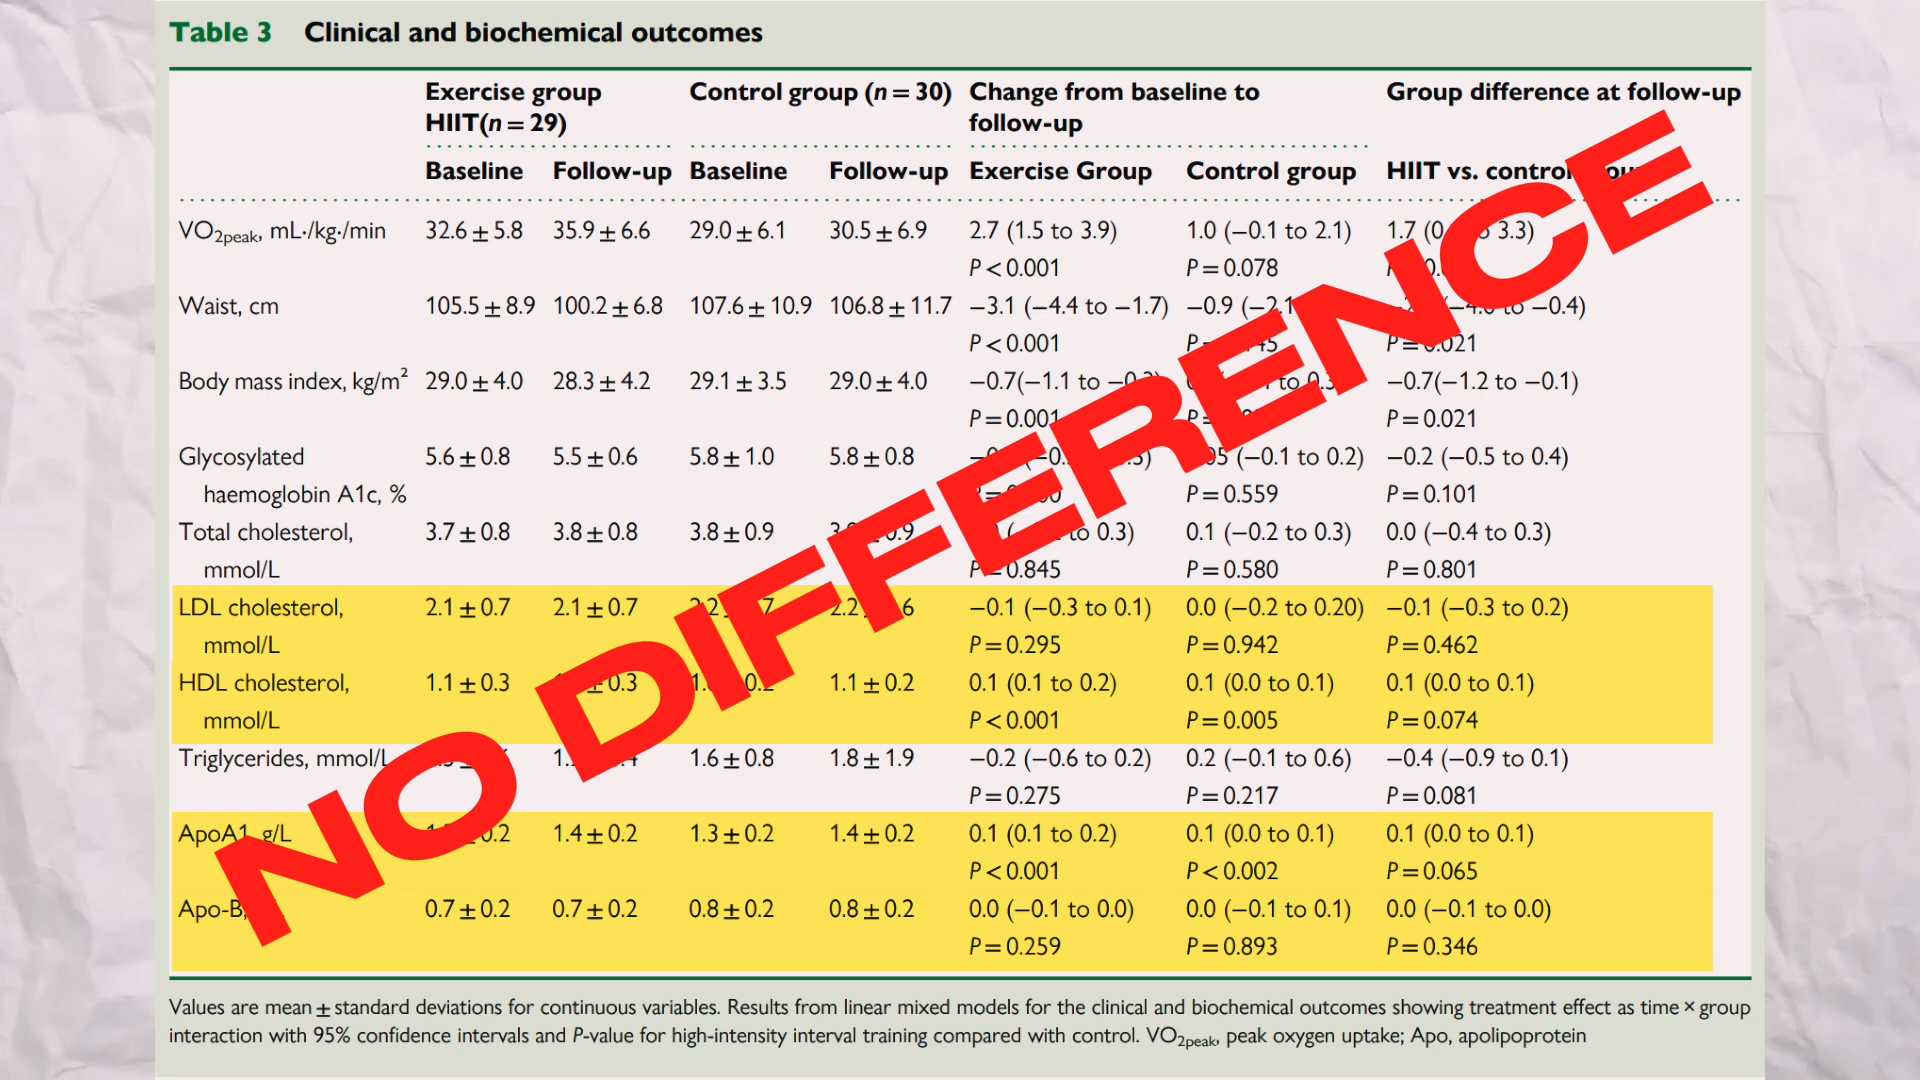 Table 3 Clinical and biochemical outcomes
Exercise group Control group (n = 30) Change from baseline to Group difference at follow-up
HIIT(n = 29) follow-up
Baseline Follow-up Baseline Follow-up Exercise Group Control group HIIT vs. control
VO2peak, mL·/kg·/min 32.6 ± 5.8 35.9 ± 6.6 29.0 ± 6.1 30.5 ± 6.9 2.7 (1.5 to 3.9) 1.0 (−0.1 to 2.1) 1.7 3.3)
P < 0.001 P = 0.078
Waist, cm 105.5 ± 8.9 100.2 ± 6.8 107.6 ± 10.9 106.8 ± 11.7 −3.1 (−4.4 to −1.7) −0.9 to −0.4)
P < 0.001 P = 0.021
Body mass index, kg/m² 29.0 ± 4.0 28.3 ± 4.2 29.1 ± 3.5 29.0 ± 4.0 −0.7(−1.1 to −0.7(−1.2 to −0.1)
P = 0.001 P = 0.021
Glycosylated 5.6 ± 0.8 5.5 ± 0.6 5.8 ± 1.0 5.8 ± 0.8 (−0.1 to 0.2) −0.2 (−0.5 to 0.4)
haemoglobin A1c, % P = 0.559 P = 0.101
Total cholesterol, 3.7 ± 0.8 3.8 ± 0.8 3.8 ± 0.9 to 0.3) 0.1 (−0.2 to 0.3) 0.0 (−0.4 to 0.3)
mmol/L P = 0.845 P = 0.580 P = 0.801
LDL cholesterol, 2.1 ± 0.7 2.1 ± 0.7 −0.1 (−0.3 to 0.1) 0.0 (−0.2 to 0.20) −0.1 (−0.3 to 0.2)
mmol/L P = 0.295 P = 0.942 P = 0.462
HDL cholesterol, 1.1 ± 0.3 ± 0.3 1.1 ± 0.2 0.1 (0.1 to 0.2) 0.1 (0.0 to 0.1) 0.1 (0.0 to 0.1)
mmol/L P < 0.001 P = 0.005 P = 0.074
Triglycerides, mmol/L 1.6 ± 0.8 1.8 ± 1.9 −0.2 (−0.6 to 0.2) 0.2 (−0.1 to 0.6) −0.4 (−0.9 to 0.1)
P = 0.275 P = 0.217 P = 0.081
ApoA1, g/L 1.4 ± 0.2 1.3 ± 0.2 1.4 ± 0.2 0.1 (0.1 to 0.2) 0.1 (0.0 to 0.1) 0.1 (0.0 to 0.1)
P < 0.001 P < 0.002 P = 0.065
Apo-B, 0.7 ± 0.2 0.7 ± 0.2 0.8 ± 0.2 0.8 ± 0.2 0.0 (−0.1 to 0.0) 0.0 (−0.1 to 0.1) 0.0 (−0.1 to 0.0)
P = 0.259 P = 0.893 P = 0.346
Values are mean ± standard deviations for continuous variables. Results from linear mixed models for the clinical and biochemical outcomes showing treatment effect as time × group
interaction with 95% confidence intervals and P-value for high-intensity interval training compared with control. VO2peak, peak oxygen uptake; Apo, apolipoprotein
NO DIFFERENCE